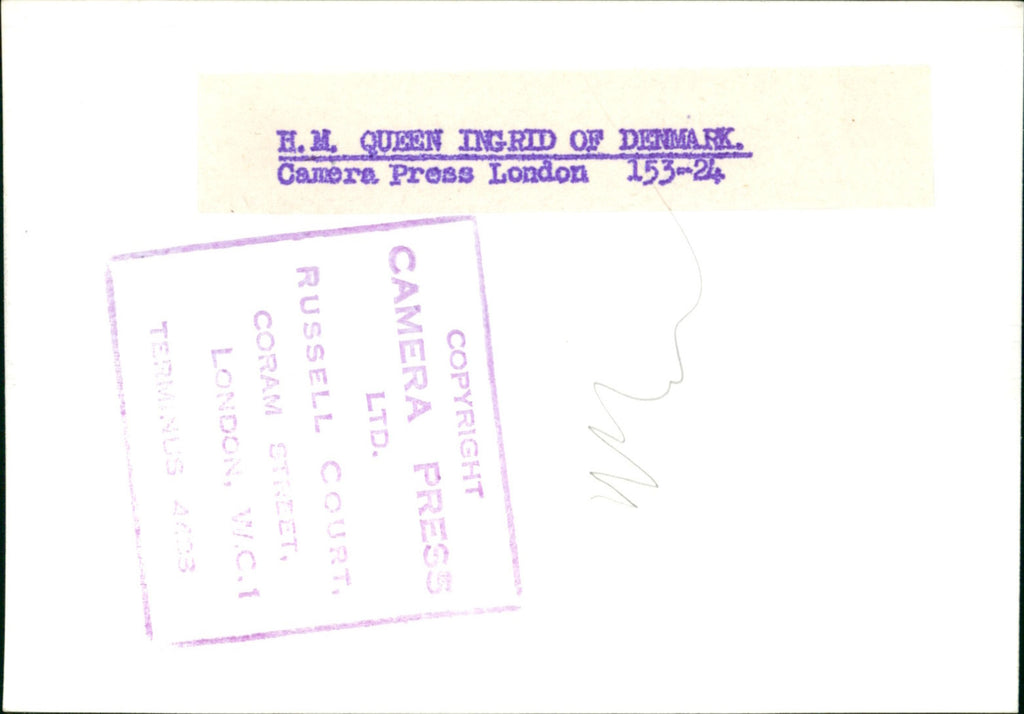 H.M. QUEEN INGRID OF DENMARK.
Camera Press London 153-24
COPYRIGHT
CAMERA PRESS
LTD.
RUSSELL COURT,
CORAM STREET,
LONDON, W.C.1
TERMINUS